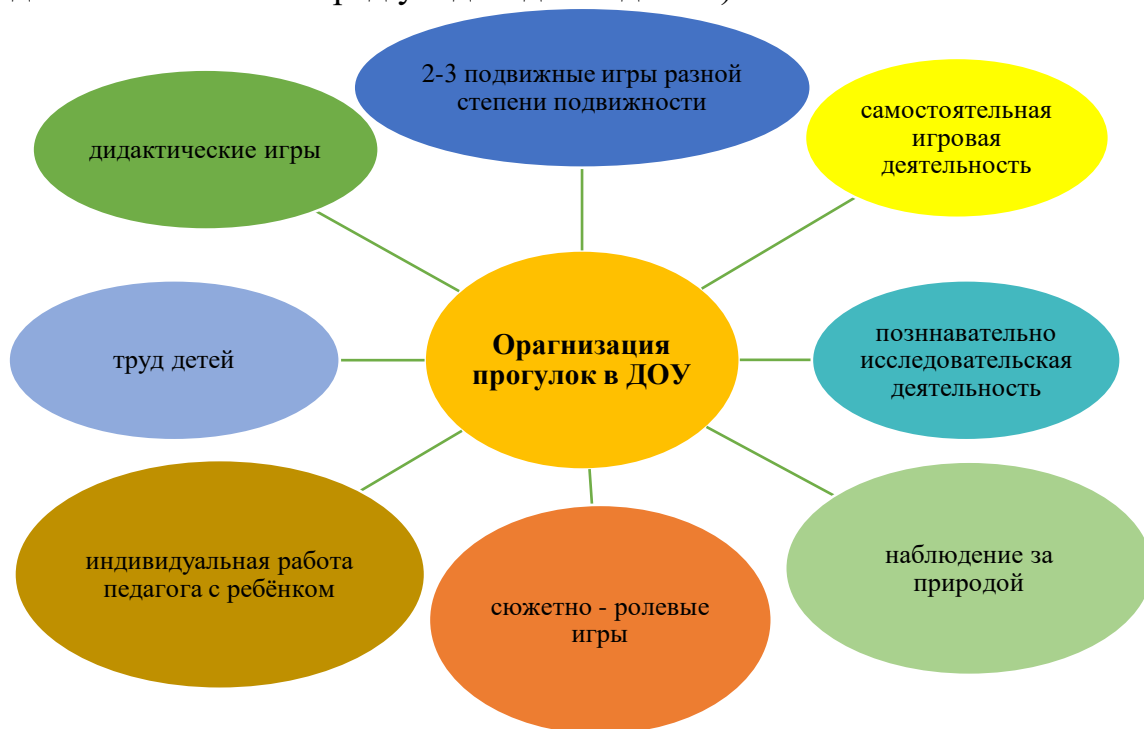 2-3 подвижные игры разной
степени подвижности
самостоятельная
игровая
деятельность
дидактические игры
труд детей
Орагнизация
прогулок в ДОУ
позннавательно
исследовательская
деятельность
индивидуальная работа
педагога с ребёнком
сюжетно - ролевые
игры
наблюдение за
природой